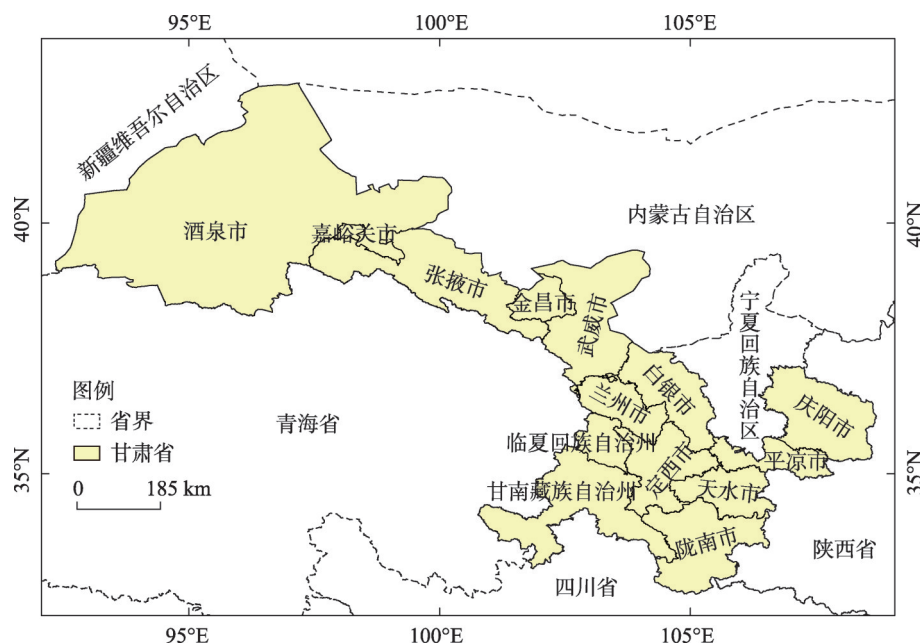 95°E
100°E
105°E
新疆维吾尔自治区
40°N
40°N
酒泉市
嘉峪关市
内蒙古自治区
张掖市
金昌市
武威市
宁夏回族自治区
白银市
图例
省界
甘肃省
0
185 km
青海省
兰州市
庆阳市
临夏回族自治州
定西市
平凉市
35°N
35°N
甘南藏族自治州
天水市
陇南市
陕西省
四川省
95°E
100°E
105°E